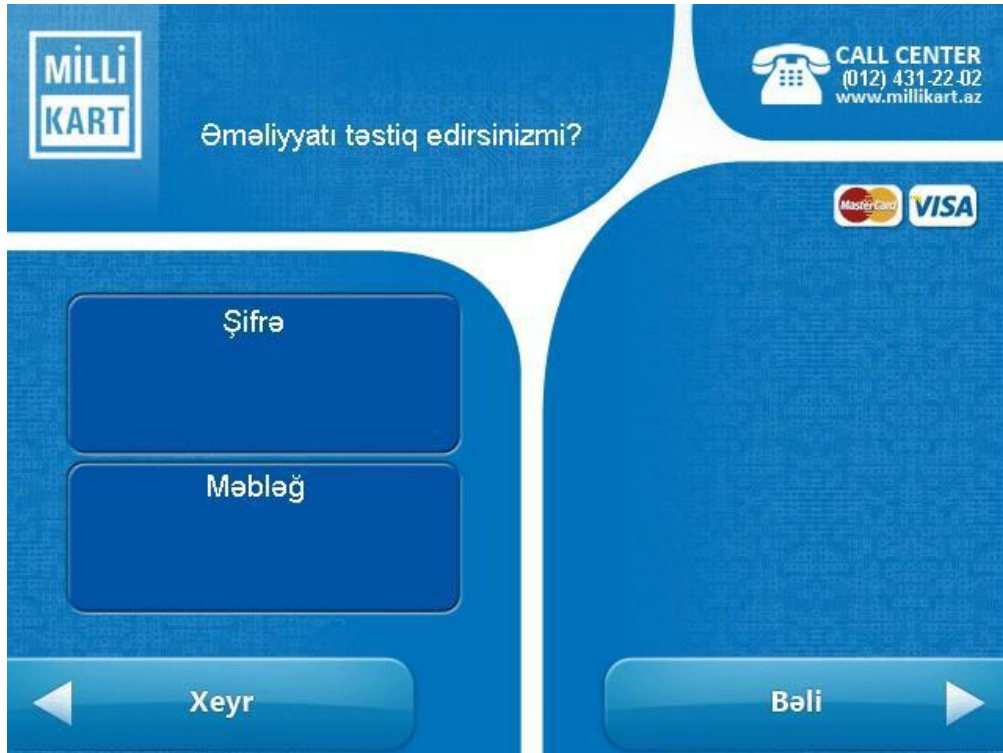 MİLLİ
KART
Əməliyyatı təstiq edirsinizmi?
CALL CENTER
(012) 431-22-02
www.millikart.az
MasterCard VISA
Şifrə
Məbləğ
Xeyr
Bəli